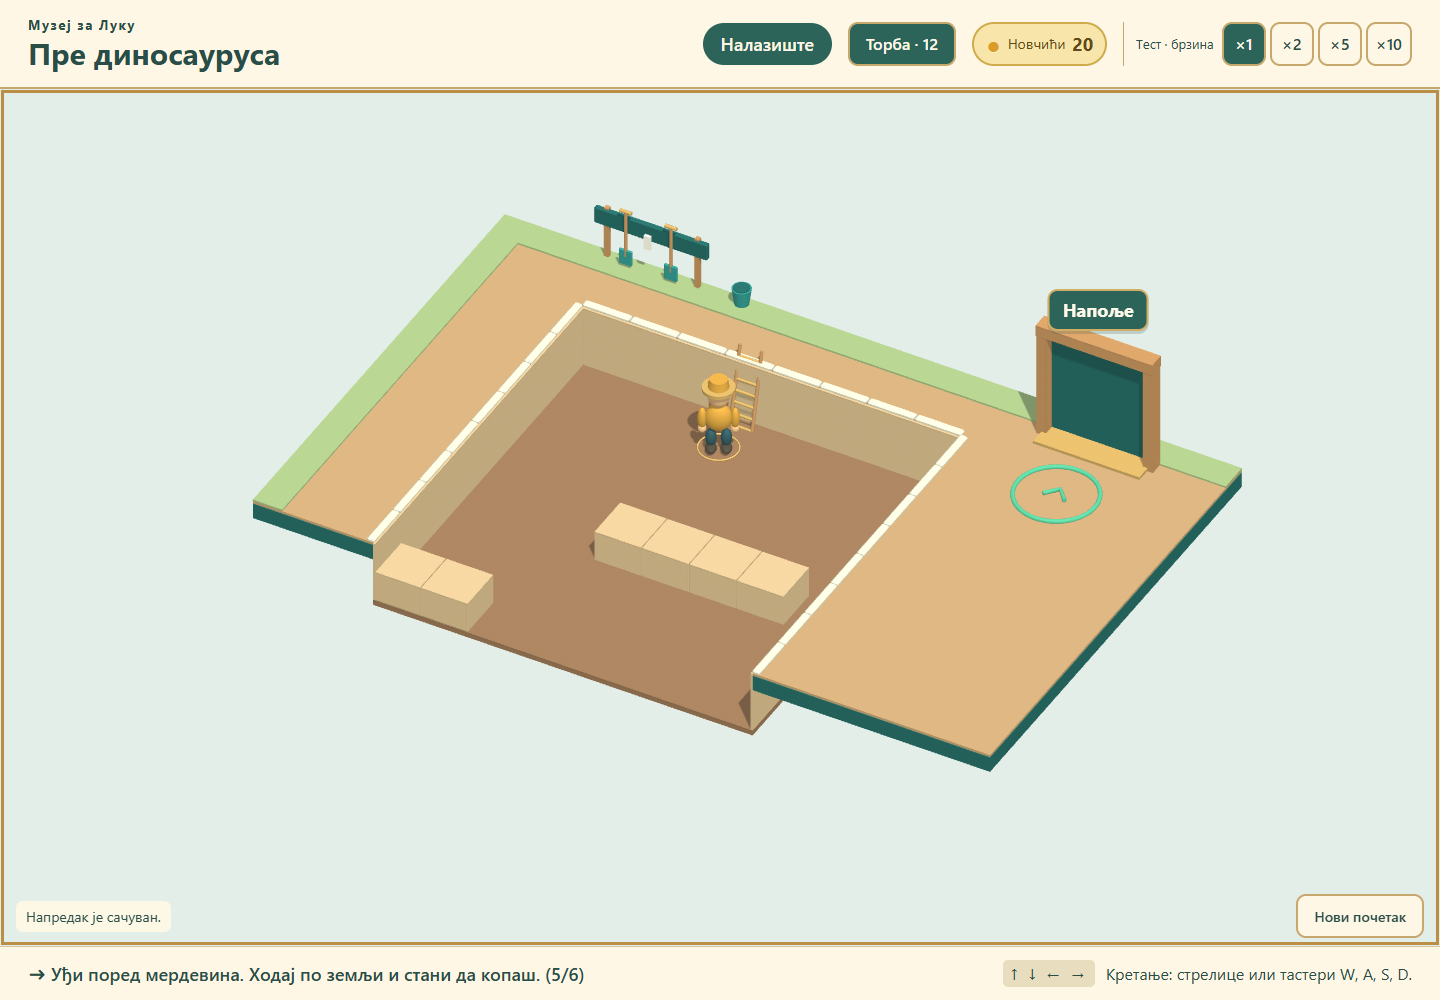 Музеј за Луку
Пре диносауруса
Налазиште
Торба · 12
Новчићи 20
Тест · брзина
×1
×2
×5
×10
Напоље
Напредак је сачуван.
Нови почетак
→ Уђи поред мердевина. Ходај по земљи и стани да копаш. (5/6)
↑ ↓ ← → Кретање: стрелице или тастери W, A, S, D.